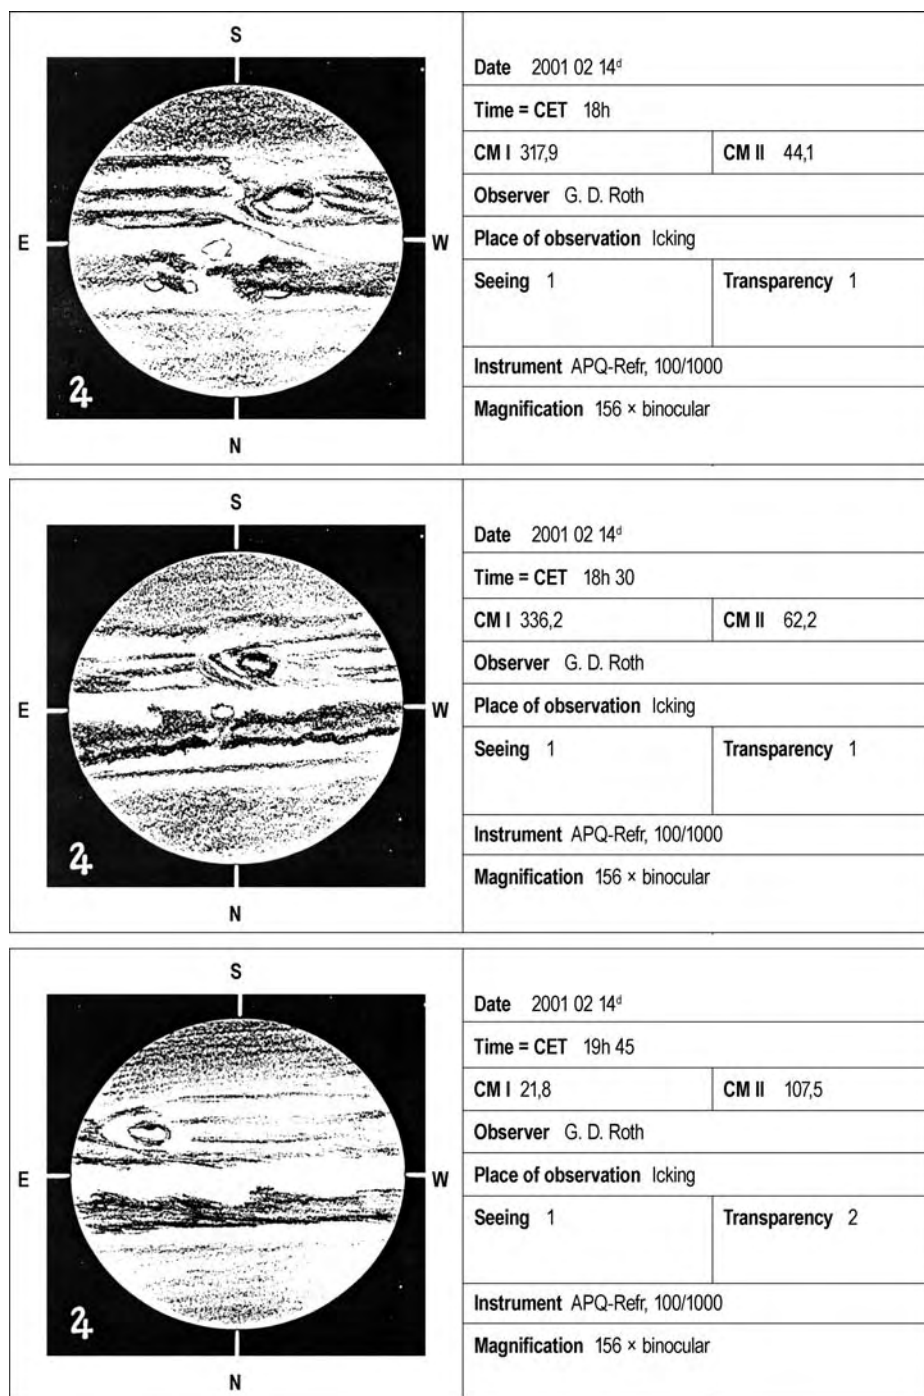 S
E
W
N
♃
Date 2001 02 14ᵈ
Time = CET 18h
CM I 317,9 CM II 44,1
Observer G. D. Roth
Place of observation Icking
Seeing 1 Transparency 1
Instrument APQ-Refr, 100/1000
Magnification 156 × binocular
S
E
W
N
♃
Date 2001 02 14ᵈ
Time = CET 18h 30
CM I 336,2 CM II 62,2
Observer G. D. Roth
Place of observation Icking
Seeing 1 Transparency 1
Instrument APQ-Refr, 100/1000
Magnification 156 × binocular
S
E
W
N
♃
Date 2001 02 14ᵈ
Time = CET 19h 45
CM I 21,8 CM II 107,5
Observer G. D. Roth
Place of observation Icking
Seeing 1 Transparency 2
Instrument APQ-Refr, 100/1000
Magnification 156 × binocular